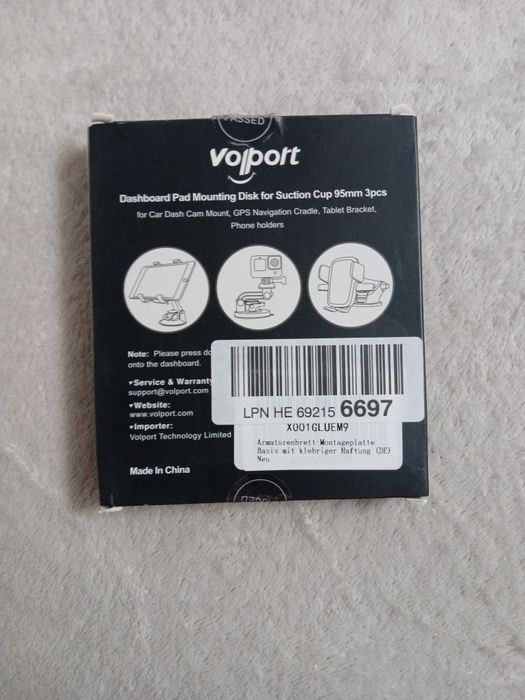 PASSED
Volport
Dashboard Pad Mounting Disk for Suction Cup 95mm 3pcs
for Car Dash Cam Mount, GPS Navigation Cradle, Tablet Bracket,
Phone holders
Note: Please press do
onto the dashboard.
▾Service & Warranty
support@volport.com
▾Website:
www.volport.com
▾Importer:
Volport Technology Limited
Made In China
LPN HE 69215 6697
X001GLUEM9
Armaturenbrett-Montageplatte
Basis mit klebriger Haftung (DE)
Neu